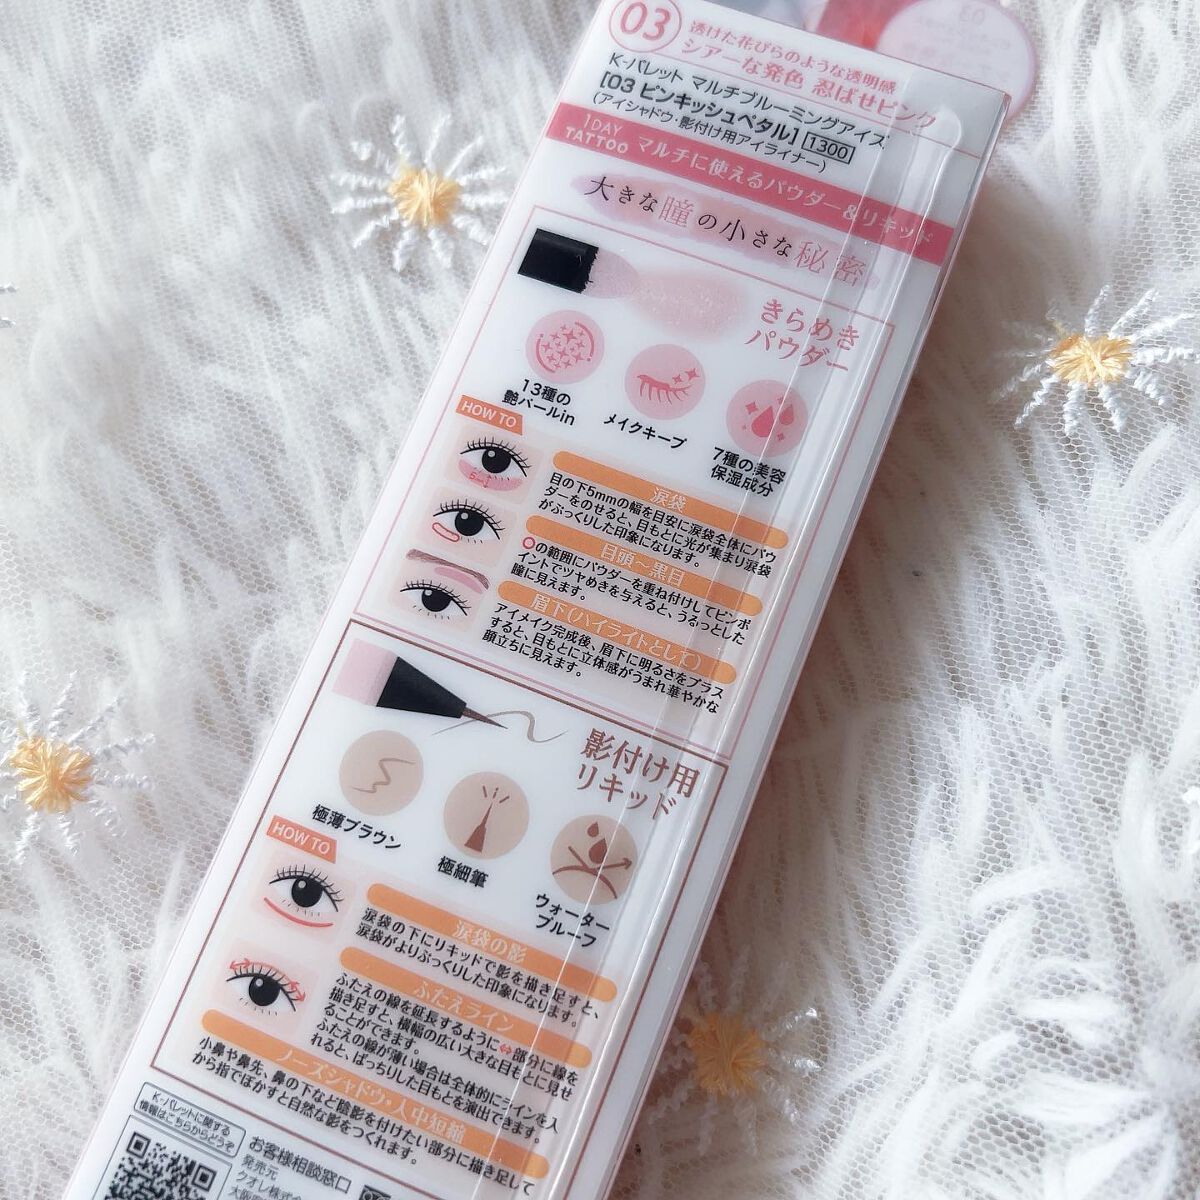 03
透けた花びらのような透明感
シアーな発色 忍ばせピンク
K-パレット マルチブルーミングアイズ
[03 ピンキッシュペタル] 1300
(アイシャドウ・影付け用アイライナー)
1DAY
TATTOO マルチに使えるパウダー&リキッド
大きな瞳の小さな秘密
きらめき
パウダー
13種の
艶パールin
メイクキープ
7種の美容
保湿成分
HOW TO
涙袋
目の下5mmの幅を目安に涙袋全体にパウ
ダーをのせると、目もとに光が集まり涙袋
がぷっくりした印象になります。
目頭〜黒目
○の範囲にパウダーを重ね付けしてピンポ
イントでツヤめきを与えると、うるっとした
瞳に見えます。
眉下(ハイライトとして)
アイメイク完成後、眉下に明るさをプラス
すると、目もとに立体感がうまれ華やかな
顔立ちに見えます。
影付け用
リキッド
極薄ブラウン
極細筆
ウォーター
プルーフ
HOW TO
涙袋の影
涙袋の下にリキッドで影を描き足すと、
涙袋がよりぷっくりした印象になります。
ふたえライン
ふたえの線を延長するように⇔部分に線を
描き足すと、横幅の広い大きな目もとに見せ
ることができます。
ふたえの線が薄い場合は全体的にラインを入
れると、ぱっちりした目もとを演出できます。
ノーズシャドウ・人中短縮
小鼻や鼻先、鼻の下など陰影を付けたい部分に描き足して
から指でぼかすと自然な影をつくれます。
K-パレットに関する
情報はこちらからどうぞ
お客様相談窓口
発売元
クオレ株式会